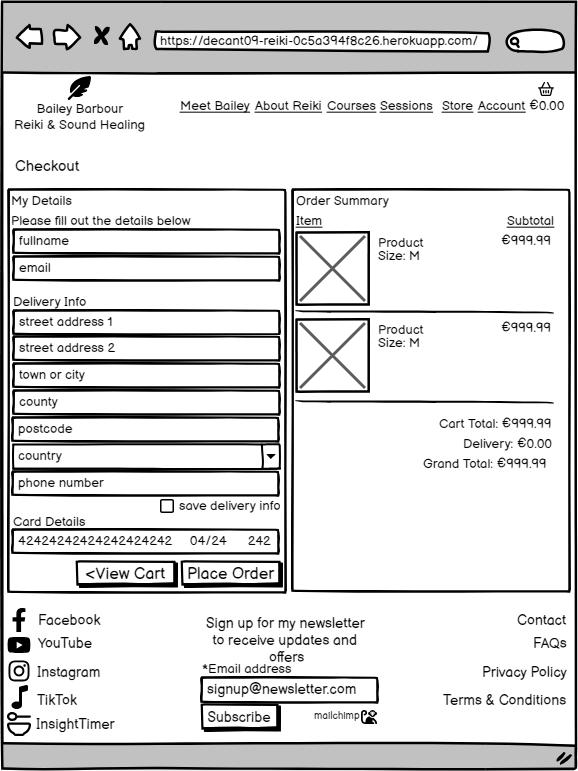 https://decant09-reiki-0c5a394f8c26.herokuapp.com/
Bailey Barbour
Reiki & Sound Healing
Meet Bailey About Reiki Courses Sessions Store Account €0.00
Checkout
My Details
Please fill out the details below
fullname
email
Delivery Info
street address 1
street address 2
town or city
county
postcode
country
phone number
save delivery info
Card Details
42424242424242424242 04/24 242
<View Cart Place Order
Order Summary
Item Subtotal
Product €999.99
Size: M
Product €999.99
Size: M
Cart Total: €999.99
Delivery: €0.00
Grand Total: €999.99
Facebook
YouTube
Instagram
TikTok
InsightTimer
Sign up for my newsletter
to receive updates and
offers
*Email address
signup@newsletter.com
Subscribe mailchimp
Contact
FAQs
Privacy Policy
Terms & Conditions